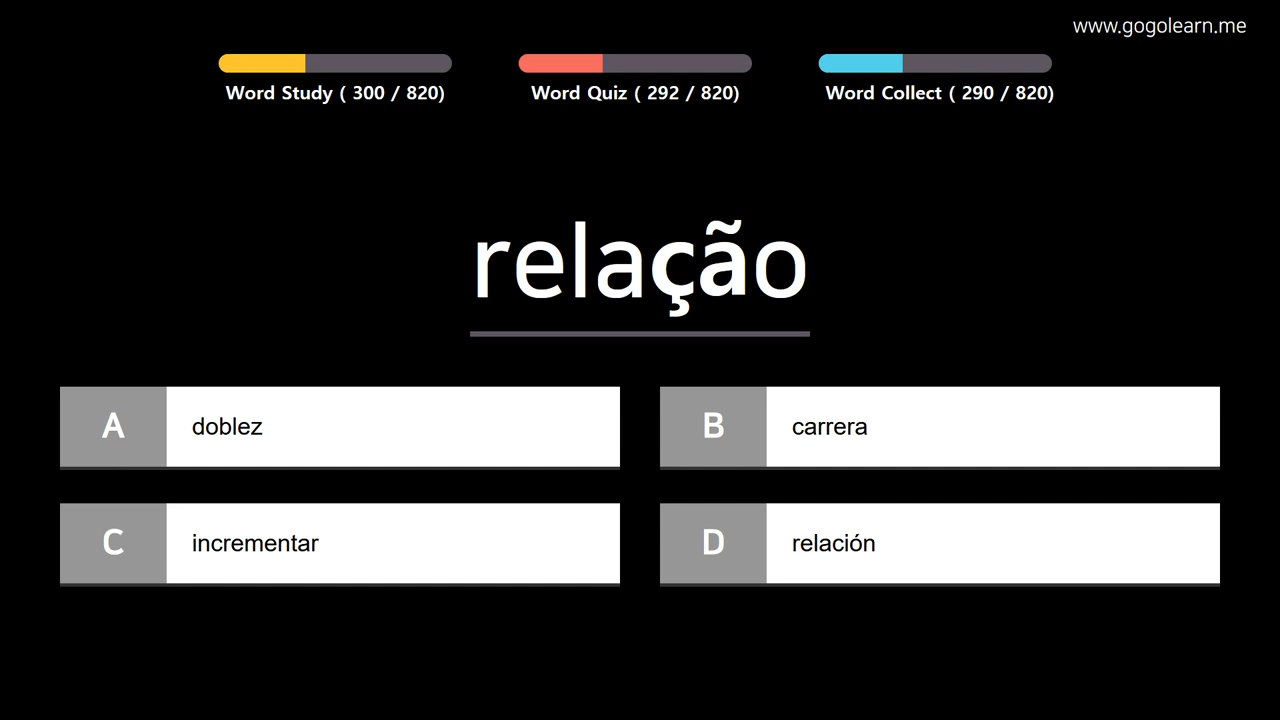 www.gogolearn.me
Word Study ( 300 / 820)
Word Quiz ( 292 / 820)
Word Collect ( 290 / 820)
relação
A doblez
B carrera
C incrementar
D relación